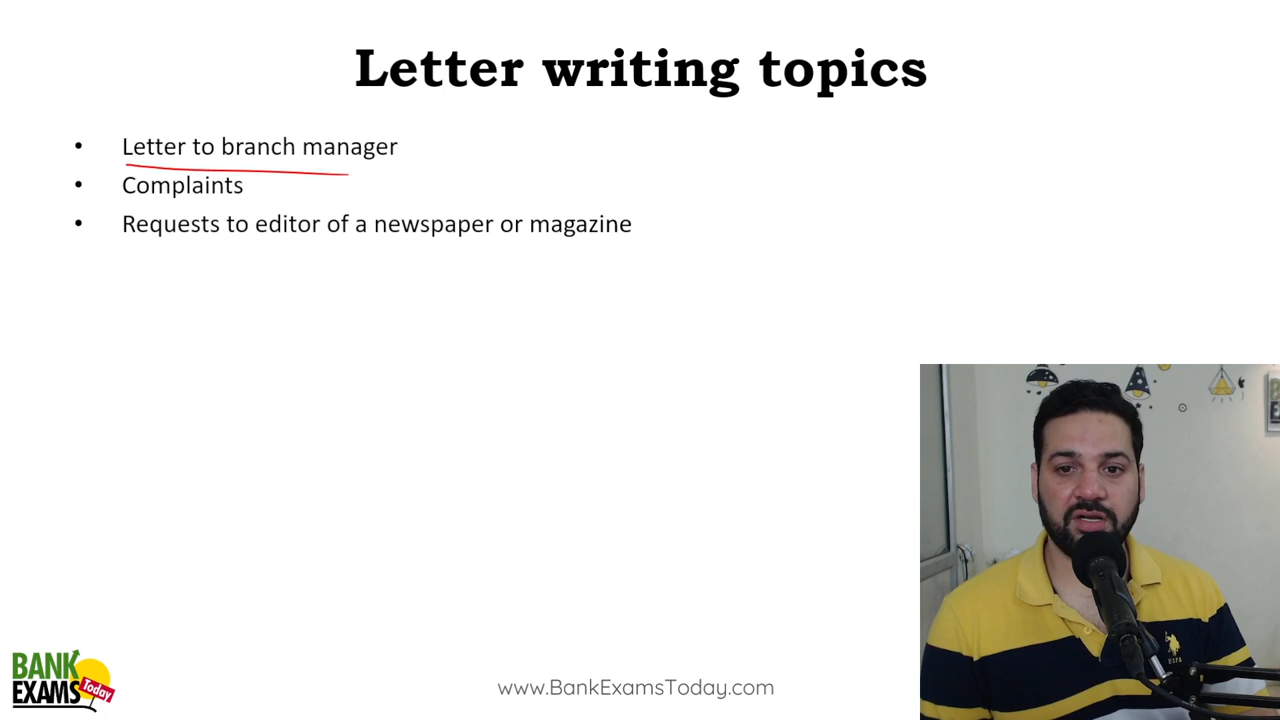 Letter writing topics
• Letter to branch manager
• Complaints
• Requests to editor of a newspaper or magazine
BANK
EXAMS
Today
www.BankExamsToday.com
USPA